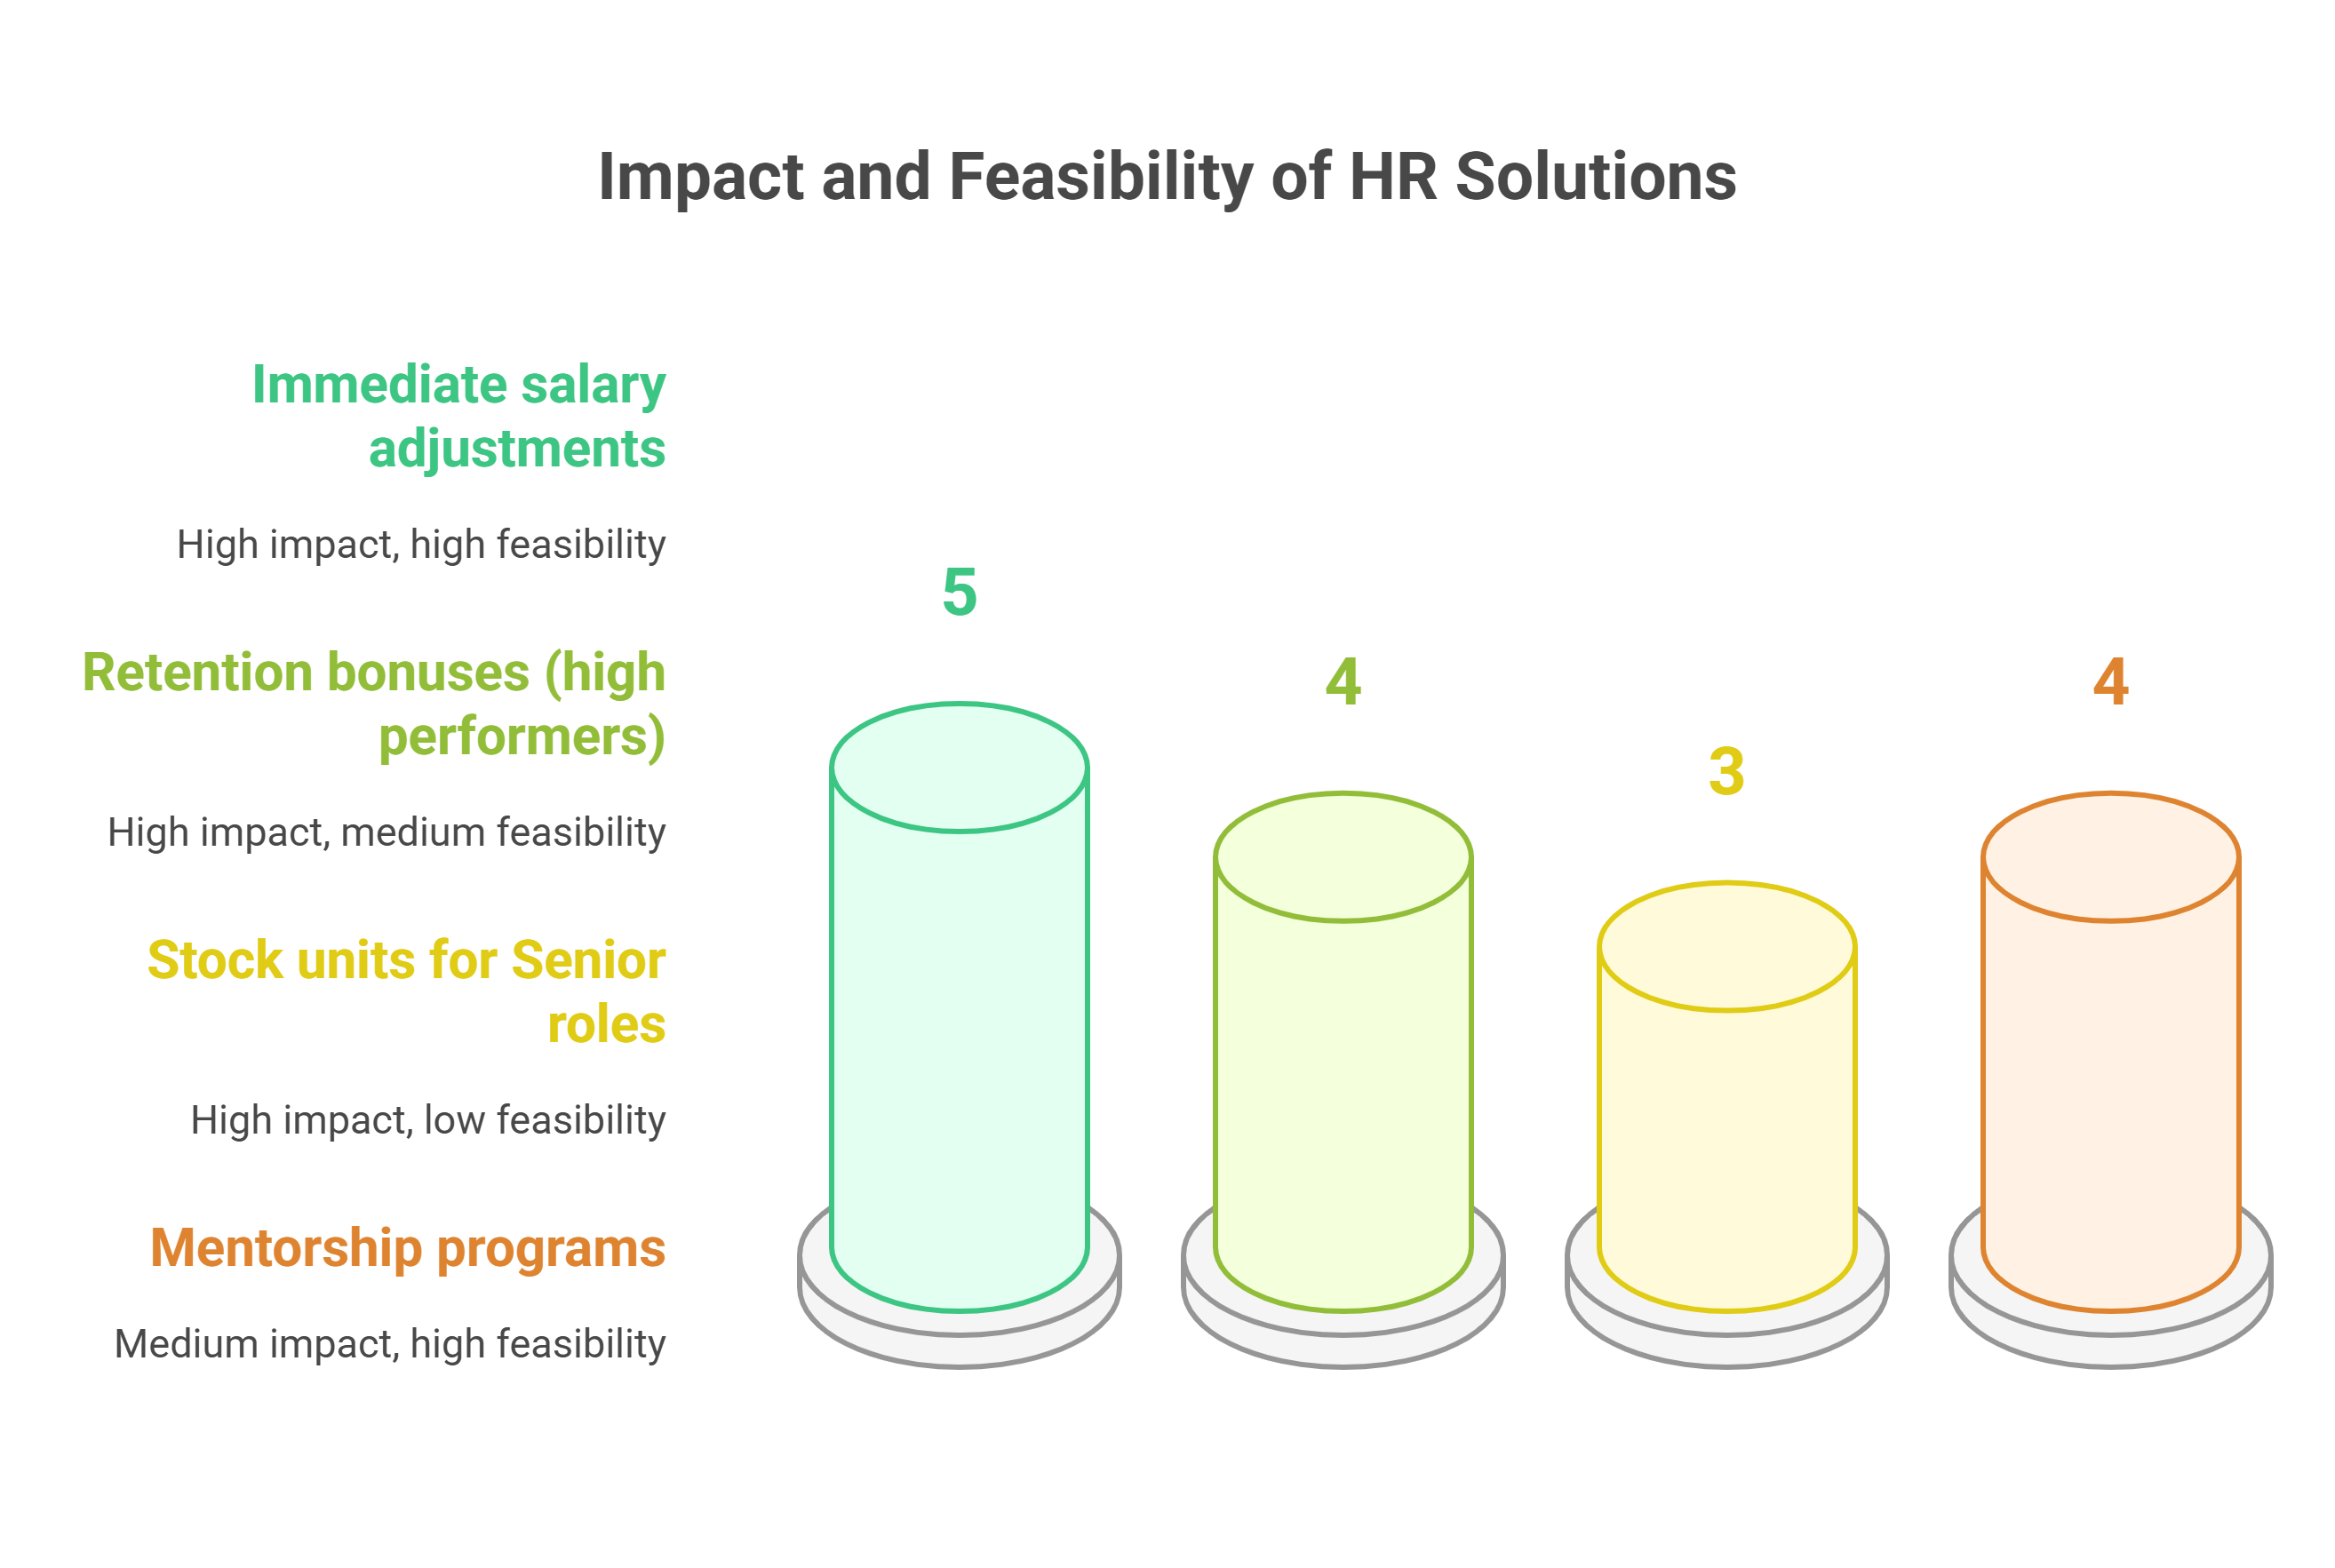 Impact and Feasibility of HR Solutions
Immediate salary
adjustments
High impact, high feasibility
Retention bonuses (high
performers)
High impact, medium feasibility
Stock units for Senior
roles
High impact, low feasibility
Mentorship programs
Medium impact, high feasibility
5
4
3
4